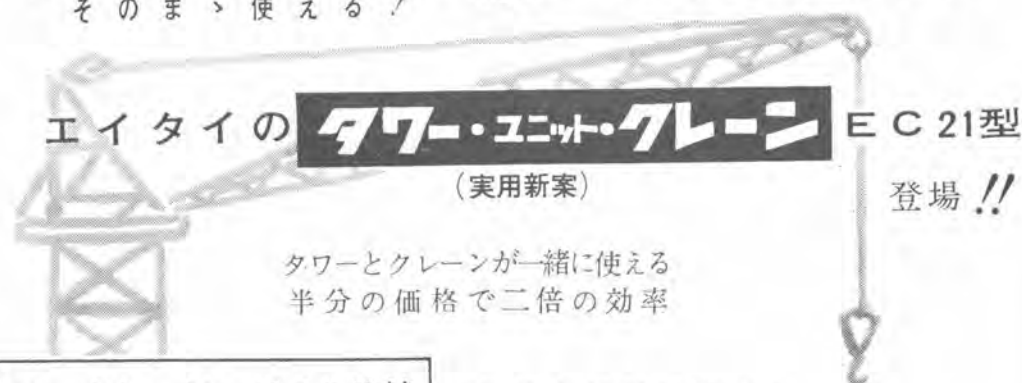 そのまゝ使える!
エイタイの タワー・ユニット・クレーン EC21型
(実用新案)
登場!!
タワーとクレーンが一緒に使える
半分の価格で二倍の効率